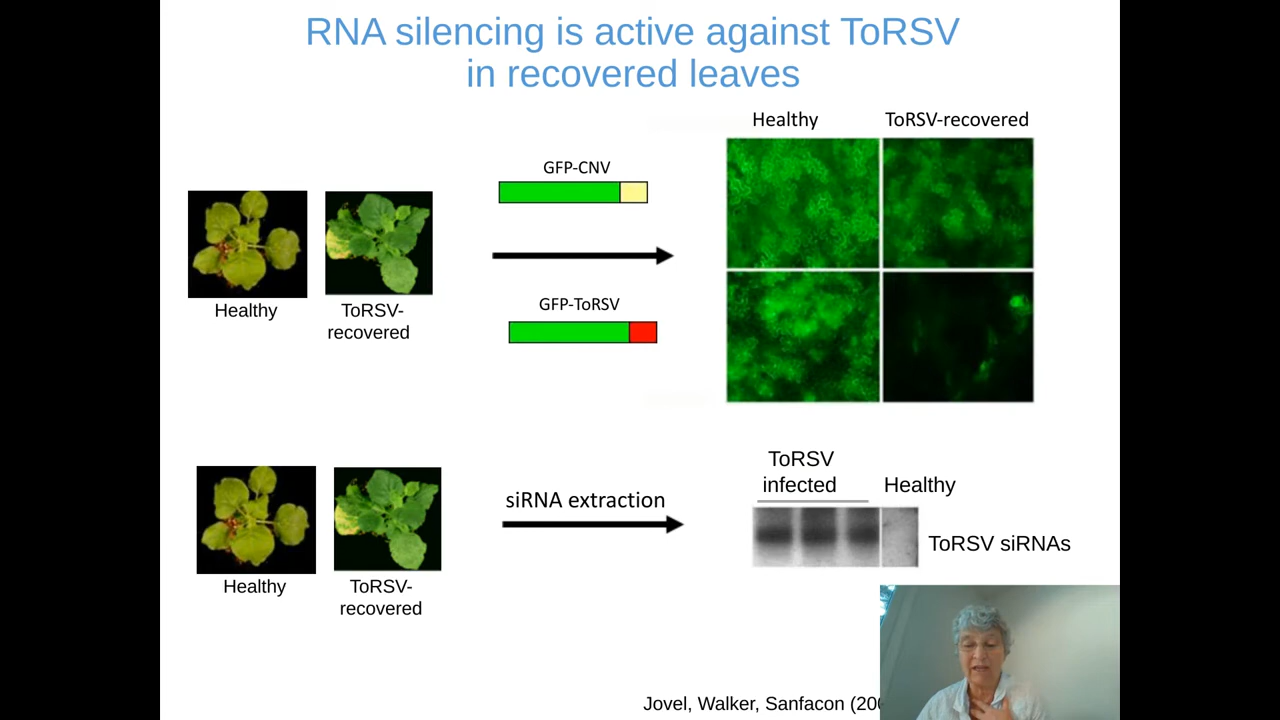 RNA silencing is active against ToRSV
in recovered leaves
Healthy
ToRSV-recovered
GFP-CNV
GFP-ToRSV
Healthy
ToRSV-
recovered
ToRSV
infected
Healthy
siRNA extraction
ToRSV siRNAs
Healthy
ToRSV-
recovered
Jovel, Walker, Sanfacon